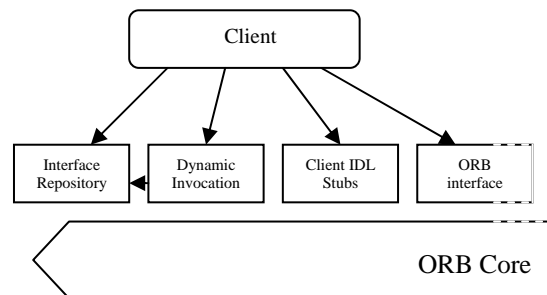 Client
Interface
Repository
Dynamic
Invocation
Client IDL
Stubs
ORB
interface
ORB Core